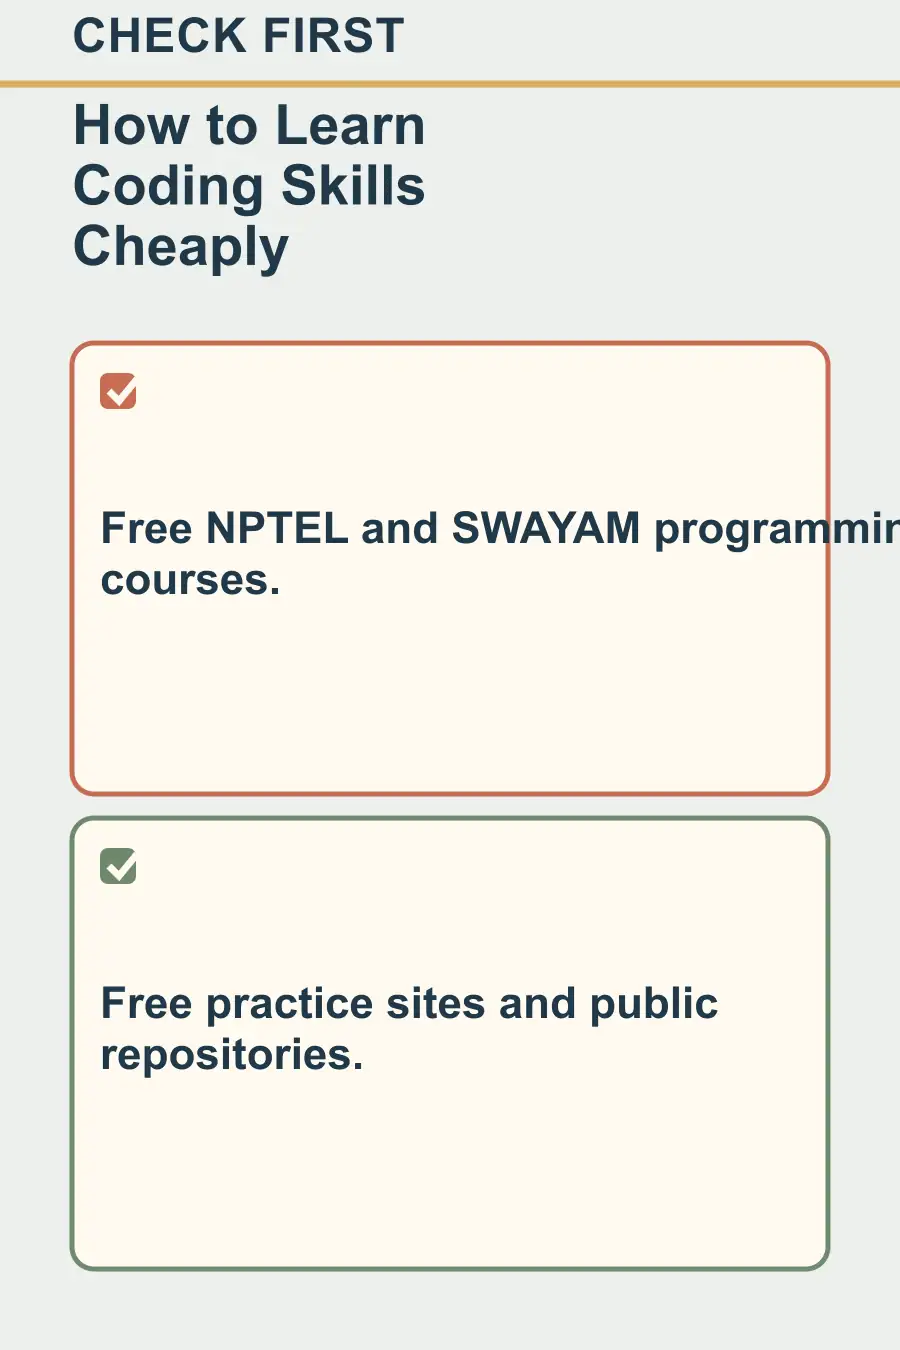 CHECK FIRST
How to Learn
Coding Skills
Cheaply
Free NPTEL and SWAYAM
courses.
Free practice sites and public
repositories.